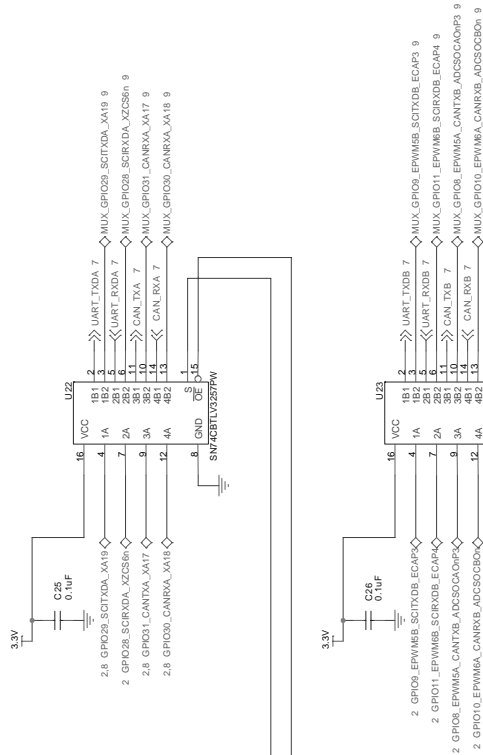 3.3V
C25
0.1uF
2,8 GPIO29_SCITXDA_XA19
2 GPIO28_SCIRXDA_XZCS6n
2,8 GPIO31_CANTXA_XA17
2,8 GPIO30_CANRXA_XA18
U22
16 VCC
4 1A
7 2A
9 3A
12 4A
8 GND
1B1 2
1B2 3
2B1 5
2B2 6
3B1 11
3B2 10
4B1 14
4B2 13
S 1
OE 15
SN74CBTLV3257PW
UART_TXDA 7
MUX_GPIO29_SCITXDA_XA19 9
UART_RXDA 7
MUX_GPIO28_SCIRXDA_XZCS6n 9
CAN_TXA 7
MUX_GPIO31_CANRXA_XA17 9
CAN_RXA 7
MUX_GPIO30_CANRXA_XA18 9
3.3V
C26
0.1uF
2 GPIO9_EPWM5B_SCITXDB_ECAP3
2 GPIO11_EPWM6B_SCIRXDB_ECAP4
2 GPIO8_EPWM5A_CANTXB_ADCSOCAOnP3
2 GPIO10_EPWM6A_CANRXB_ADCSOCBOn
U23
16 VCC
4 1A
7 2A
9 3A
12 4A
1B1 2
1B2 3
2B1 5
2B2 6
3B1 11
3B2 10
4B1 14
4B2 13
UART_TXDB 7
MUX_GPIO9_EPWM5B_SCITXDB_ECAP3 9
UART_RXDB 7
MUX_GPIO11_EPWM6B_SCIRXDB_ECAP4 9
CAN_TXB 7
MUX_GPIO8_EPWM5A_CANTXB_ADCSOCAOnP3 9
CAN_RXB 7
MUX_GPIO10_EPWM6A_CANRXB_ADCSOCBOn 9